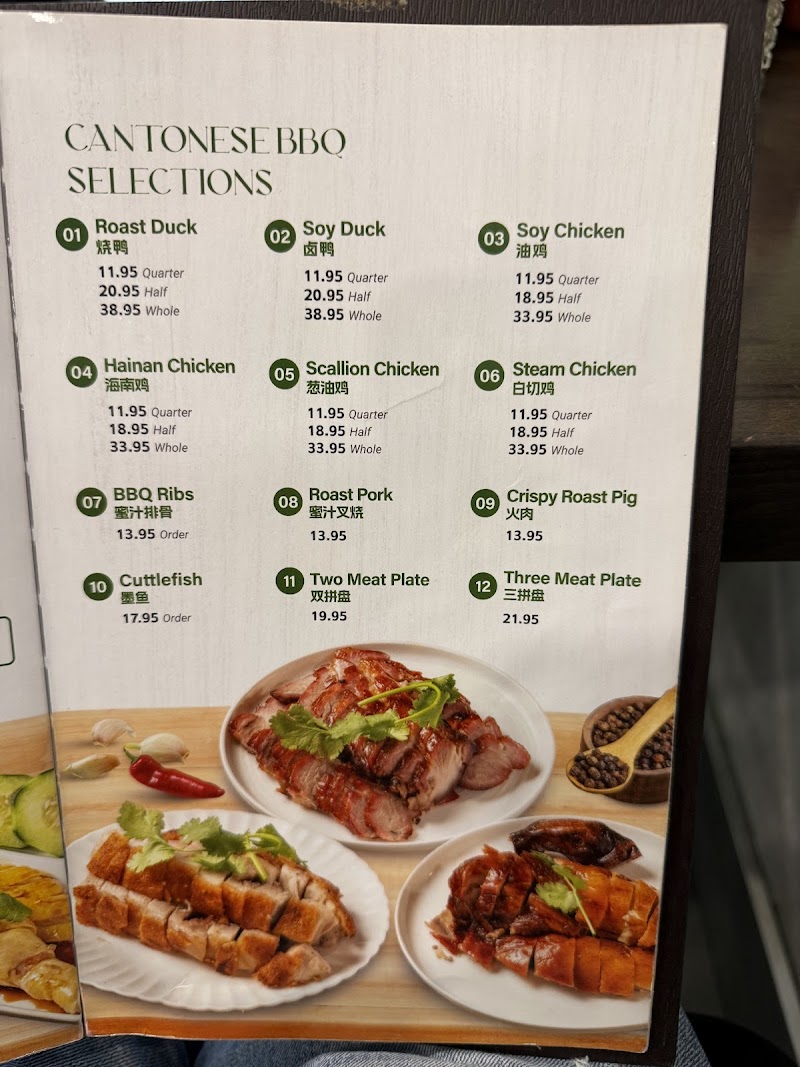 CANTONESE BBQ
SELECTIONS
01 Roast Duck
烧鸭
11.95 Quarter
20.95 Half
38.95 Whole
02 Soy Duck
卤鸭
11.95 Quarter
20.95 Half
38.95 Whole
03 Soy Chicken
油鸡
11.95 Quarter
18.95 Half
33.95 Whole
04 Hainan Chicken
海南鸡
11.95 Quarter
18.95 Half
33.95 Whole
05 Scallion Chicken
葱油鸡
11.95 Quarter
18.95 Half
33.95 Whole
06 Steam Chicken
白切鸡
11.95 Quarter
18.95 Half
33.95 Whole
07 BBQ Ribs
蜜汁排骨
13.95 Order
08 Roast Pork
蜜汁叉烧
13.95
09 Crispy Roast Pig
火肉
13.95
10 Cuttlefish
墨鱼
17.95 Order
11 Two Meat Plate
双拼盘
19.95
12 Three Meat Plate
三拼盘
21.95